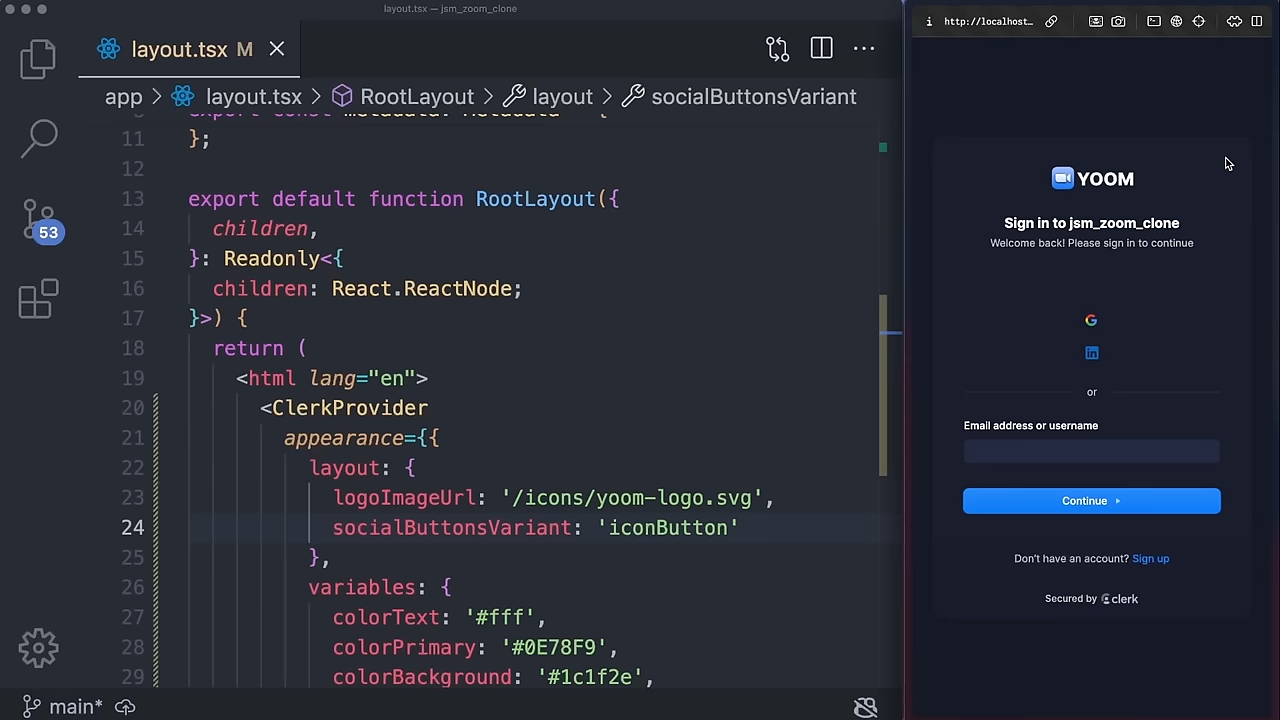 layout.tsx — jsm_zoom_clone
layout.tsx M
app > layout.tsx > RootLayout > layout > socialButtonsVariant
11 };
12
13 export default function RootLayout({
14 children,
15 }: Readonly<{
16 children: React.ReactNode;
17 }>) {
18 return (
19 <html lang="en">
20 <ClerkProvider
21 appearance={{
22 layout: {
23 logoImageUrl: '/icons/yoom-logo.svg',
24 socialButtonsVariant: 'iconButton'
25 },
26 variables: {
27 colorText: '#fff',
28 colorPrimary: '#0E78F9',
29 colorBackground: '#1c1f2e',
53
main*
http://localhost…
YOOM
Sign in to jsm_zoom_clone
Welcome back! Please sign in to continue
or
Email address or username
Continue
Don't have an account? Sign up
Secured by clerk